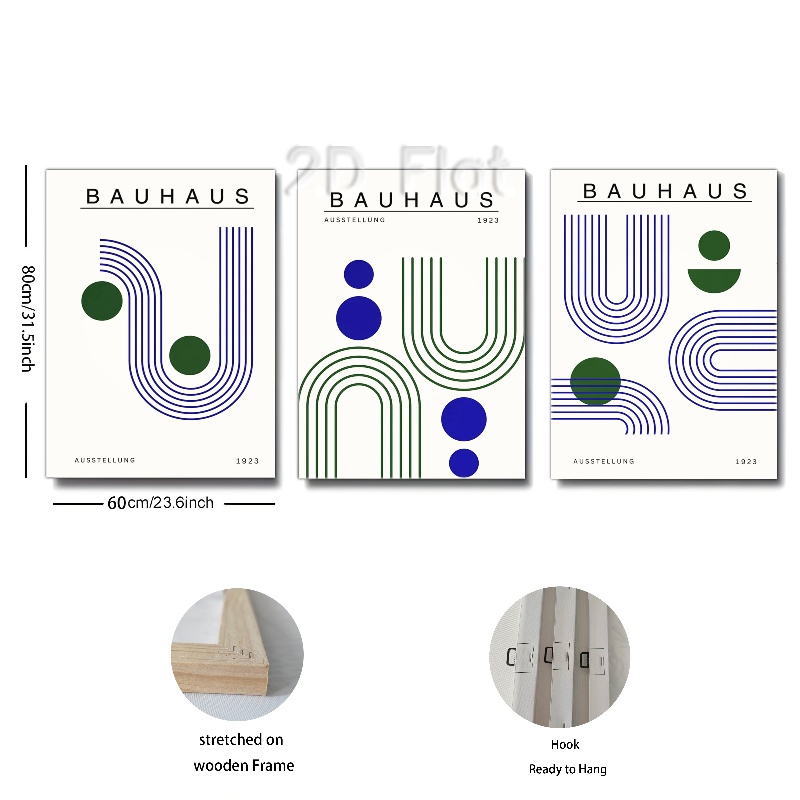 2D Flat
BAUHAUS
BAUHAUS
AUSSTELLUNG 1923
BAUHAUS
80cm/31.5inch
AUSSTELLUNG 1923
AUSSTELLUNG 1923
60cm/23.6inch
stretched on
wooden Frame
Hook
Ready to Hang